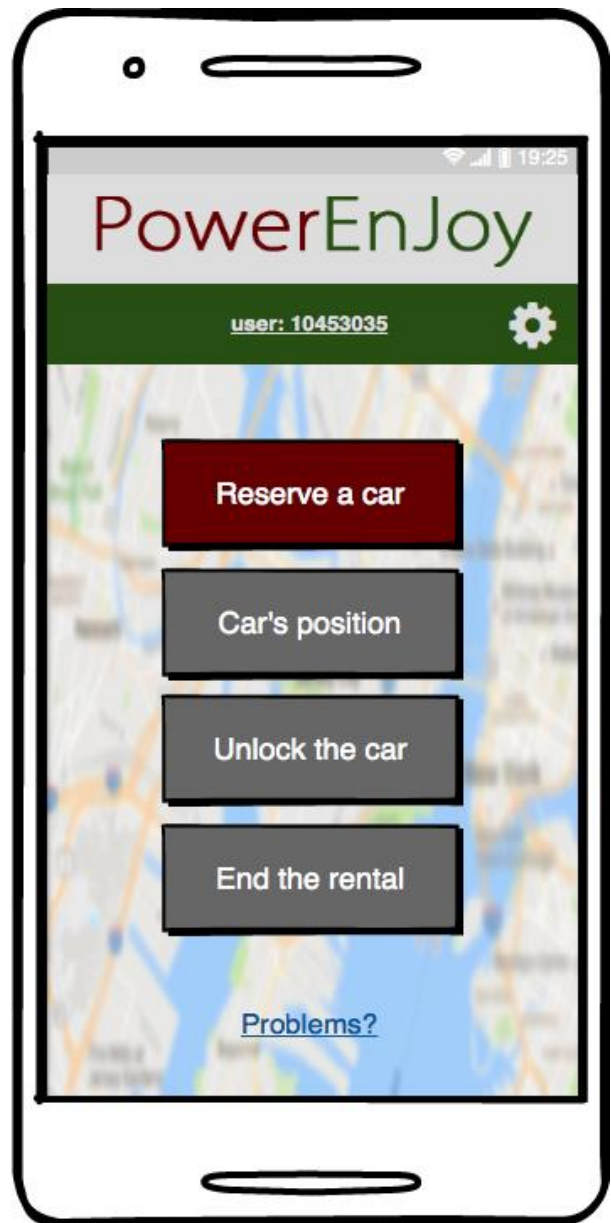 19:25
PowerEnJoy
user: 10453035
Reserve a car
Car's position
Unlock the car
End the rental
Problems?